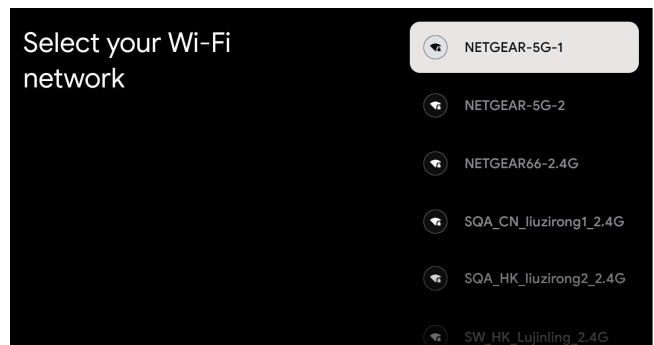 Select your Wi-Fi
network
NETGEAR-5G-1
NETGEAR-5G-2
NETGEAR66-2.4G
SQA_CN_liuzirong1_2.4G
SQA_HK_liuzirong2_2.4G
SW_HK_Lujinling_2.4G